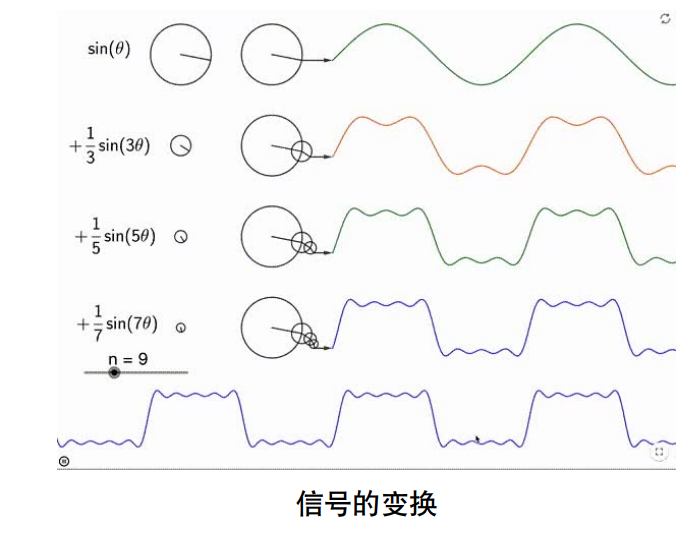 sin(θ)
+1/3 sin(3θ)
+1/5 sin(5θ)
+1/7 sin(7θ)
n = 9
信号的变换